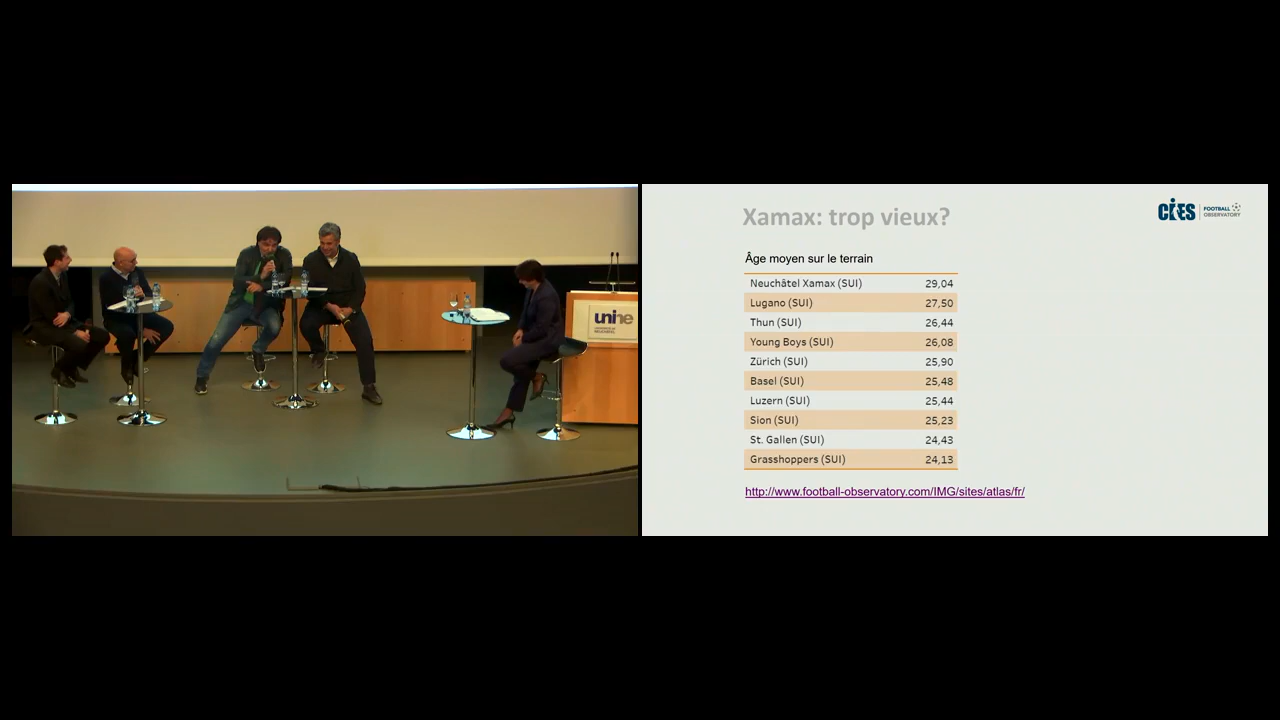 unine
UNIVERSITÉ DE
NEUCHÂTEL
Xamax: trop vieux?
CIES FOOTBALL
OBSERVATORY
Âge moyen sur le terrain
Neuchâtel Xamax (SUI) 29,04
Lugano (SUI) 27,50
Thun (SUI) 26,44
Young Boys (SUI) 26,08
Zürich (SUI) 25,90
Basel (SUI) 25,48
Luzern (SUI) 25,44
Sion (SUI) 25,23
St. Gallen (SUI) 24,43
Grasshoppers (SUI) 24,13
http://www.football-observatory.com/IMG/sites/atlas/fr/